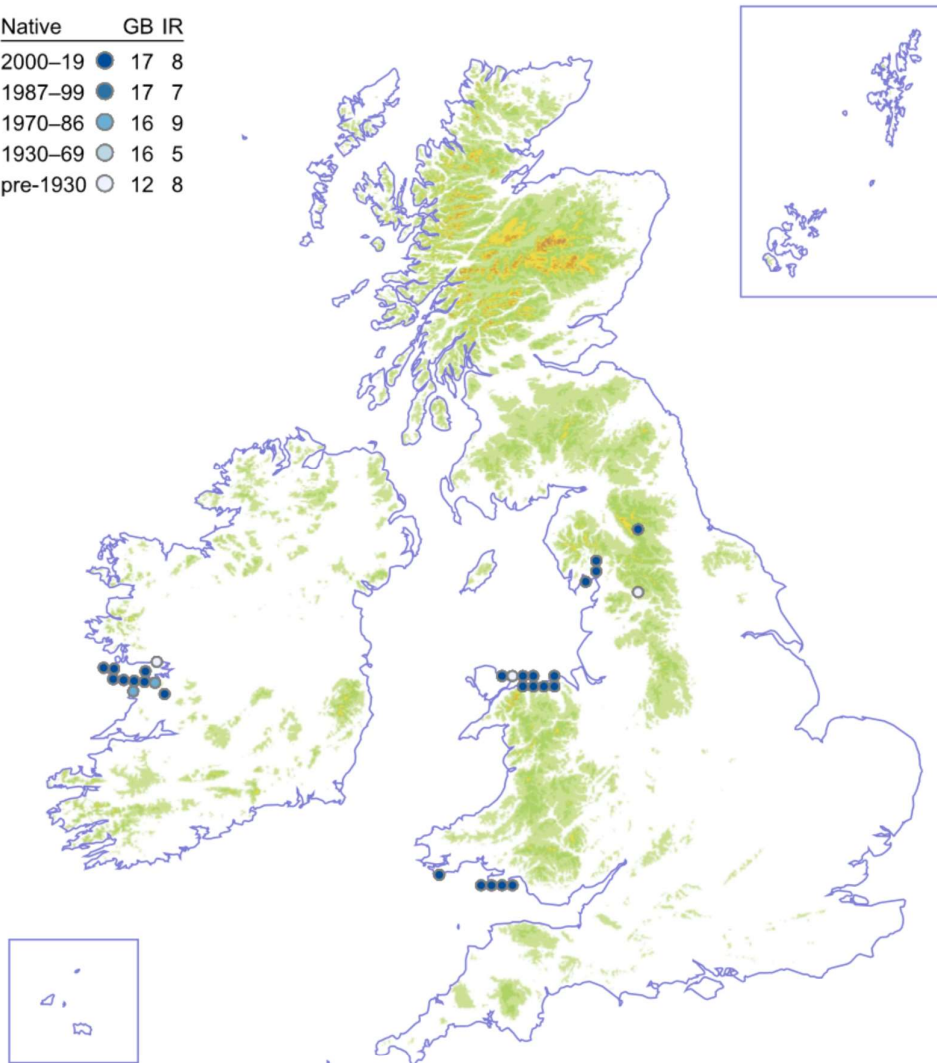 Native GB IR
2000–19 17 8
1987–99 17 7
1970–86 16 9
1930–69 16 5
pre-1930 12 8